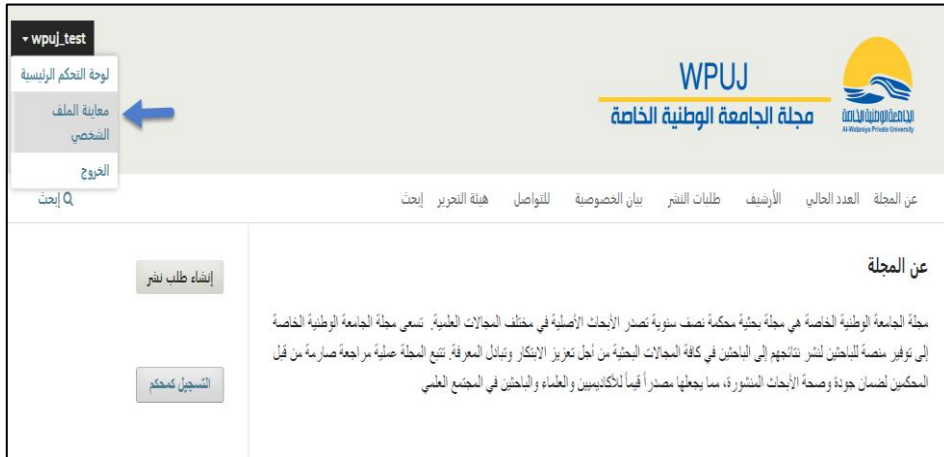 wpuj_test
لوحة التحكم الرئيسية
معاينة الملف
الشخصي
الخروج
WPUJ
مجلة الجامعة الوطنية الخاصة
الجامعة الوطنية الخاصة
Al-Wataniya Private University
عن المجلة العدد الحالي الأرشيف طلبات النشر بيان الخصوصية للتواصل هيئة التحرير إبحث
إبحث
عن المجلة
مجلة الجامعة الوطنية الخاصة هي مجلة بحثية محكمة نصف سنوية تصدر الأبحاث الأصلية في مختلف المجالات العلمية. تسعى مجلة الجامعة الوطنية الخاصة
إلى توفير منصة للباحثين لنشر نتائجهم إلى الباحثين في كافة المجالات البحثية من أجل تعزيز الابتكار وتبادل المعرفة. تتبع المجلة عملية مراجعة صارمة من قبل
المحكمين لضمان جودة وصحة الأبحاث المنشورة، مما يجعلها مصدراً قيماً للأكاديميين والعلماء والباحثين في المجتمع العلمي
إنشاء طلب نشر
التسجيل كمحكم